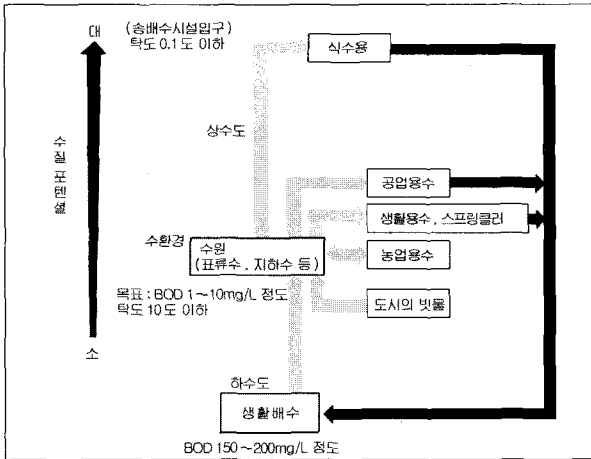 대
(송배수시설입구)
탁도 0.1 도 이하
식수용
상수도
수질 포텐셜
공업용수
생활용수, 스프링클러
수환경
수원
(표류수, 지하수 등)
농업용수
목표 : BOD 1～10mg/L 정도
탁도 10 도 이하
도시의 빗물
소
하수도
생활배수
BOD 150～200mg/L 정도